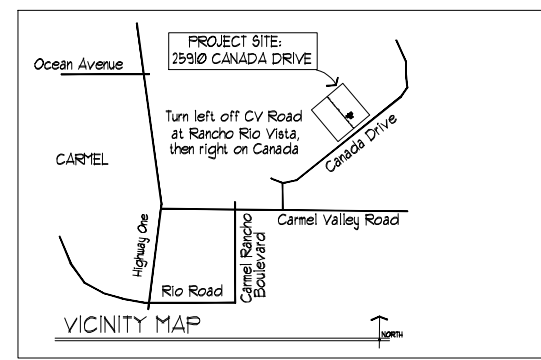 PROJECT SITE:
25910 CANADA DRIVE
Ocean Avenue
Turn left off CV Road
at Rancho Rio Vista,
then right on Canada
Canada Drive
CARMEL
Highway One
Carmel Valley Road
Carmel Rancho
Boulevard
Rio Road
VICINITY MAP
NORTH